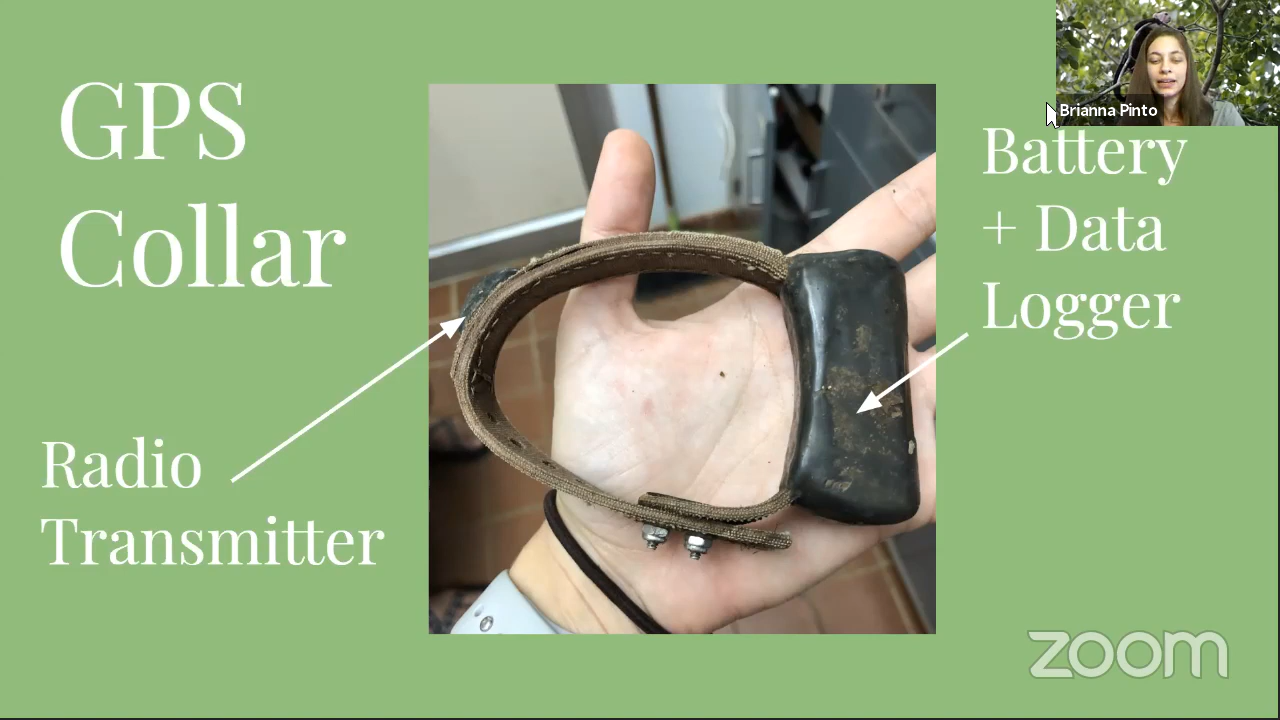 GPS
Collar
Radio
Transmitter
Brianna Pinto
Battery
+ Data
Logger
zoom